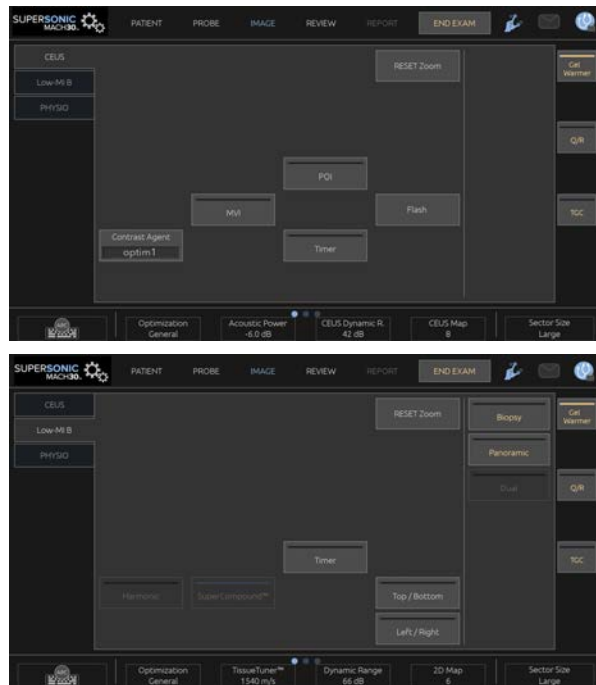 SUPERSONIC
MACH30.
PATIENT
PROBE
IMAGE
REVIEW
REPORT
END EXAM
CEUS
Low-MI B
PHYSIO
RESET Zoom
Gel
Warmer
Q/R
POI
MVI
Flash
TGC
Contrast Agent
optim1
Timer
ABC
Optimization
General
Acoustic Power
-6.0 dB
CEUS Dynamic R.
42 dB
CEUS Map
8
Sector Size
Large
SUPERSONIC
MACH30.
PATIENT
PROBE
IMAGE
REVIEW
REPORT
END EXAM
CEUS
Low-MI B
PHYSIO
RESET Zoom
Biopsy
Gel
Warmer
Panoramic
Dual
Q/R
Timer
TGC
Harmonic
SuperCompound™
Top / Bottom
Left / Right
ABC
Optimization
General
TissueTuner™
1540 m/s
Dynamic Range
66 dB
2D Map
6
Sector Size
Large